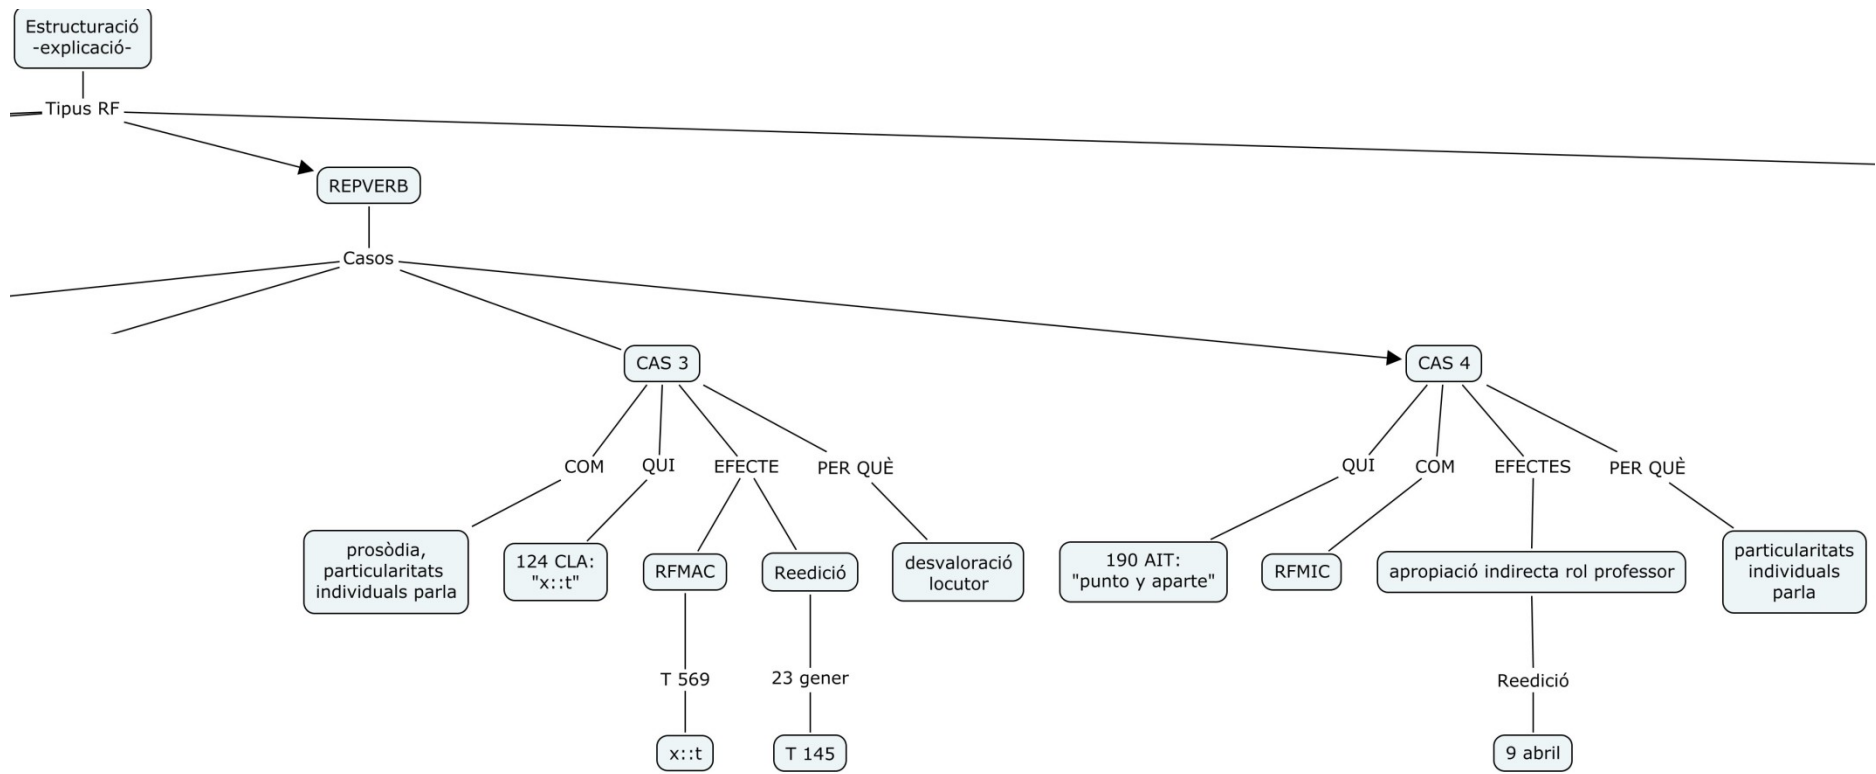 Estructuració
-explicació-
Tipus RF
REPVERB
Casos
CAS 3
CAS 4
COM
QUI
EFECTE
PER QUÈ
QUI
COM
EFECTES
PER QUÈ
prosòdia,
particularitats
individuals parla
124 CLA:
"x::t"
RFMAC
Reedició
desvaloració
locutor
190 AIT:
"punto y aparte"
RFMIC
apropiació indirecta rol professor
particularitats
individuals
parla
T 569
23 gener
Reedició
x::t
T 145
9 abril